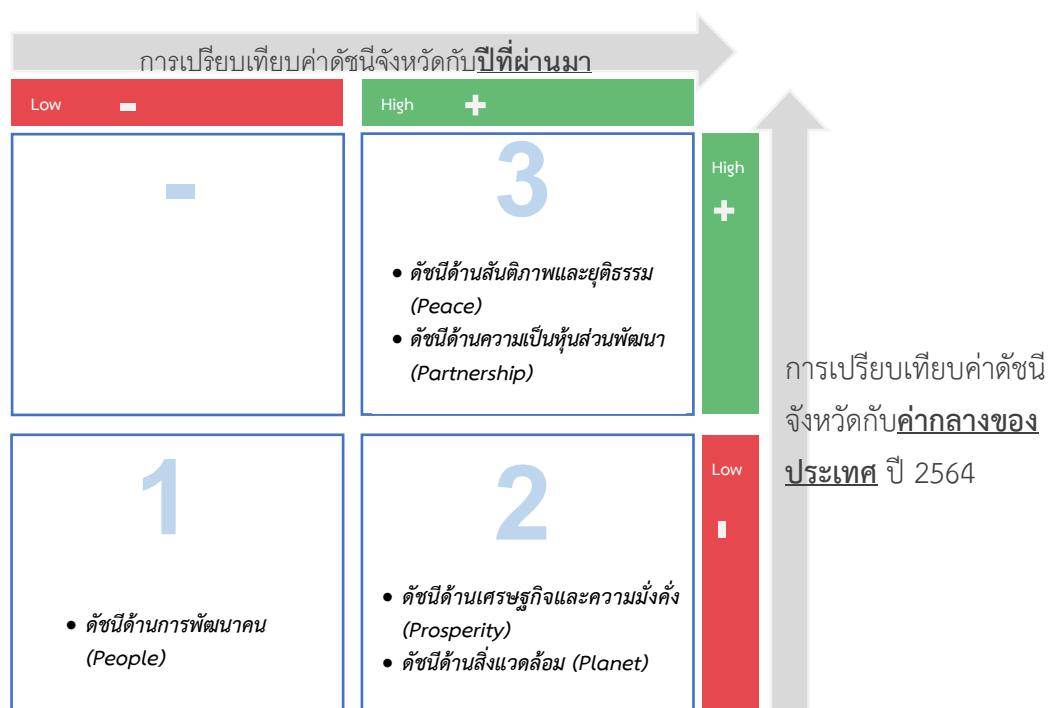 การเปรียบเทียบค่าดัชนีจังหวัดกับปีที่ผ่านมา
Low -
High +
-
3
High
+
• ดัชนีด้านสันติภาพและยุติธรรม
(Peace)
• ดัชนีด้านความเป็นหุ้นส่วนพัฒนา
(Partnership)
การเปรียบเทียบค่าดัชนี
จังหวัดกับค่ากลางของ
ประเทศ ปี 2564
1
• ดัชนีด้านการพัฒนาคน
(People)
2
• ดัชนีด้านเศรษฐกิจและความมั่งคั่ง
(Prosperity)
• ดัชนีด้านสิ่งแวดล้อม (Planet)
Low
-